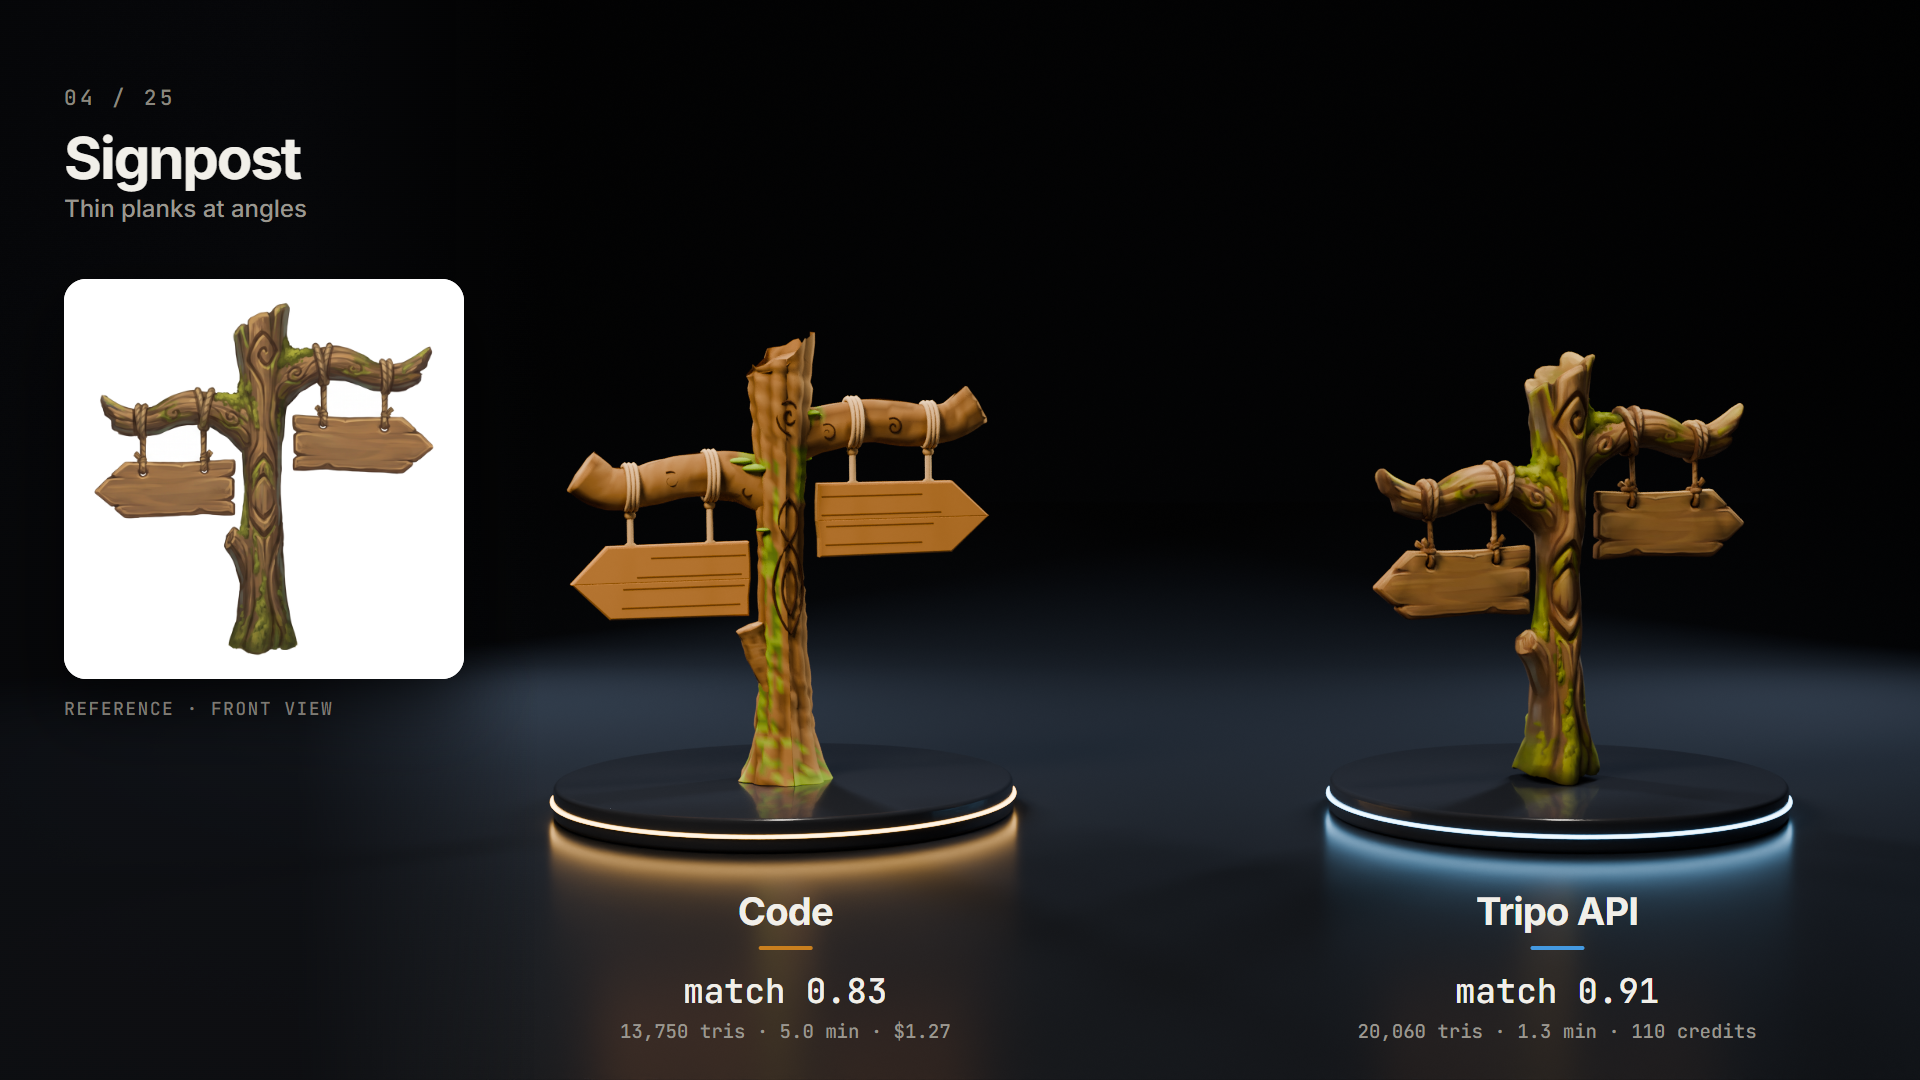 04 / 25
Signpost
Thin planks at angles
REFERENCE · FRONT VIEW
Code
match 0.83
13,750 tris · 5.0 min · $1.27
Tripo API
match 0.91
20,060 tris · 1.3 min · 110 credits